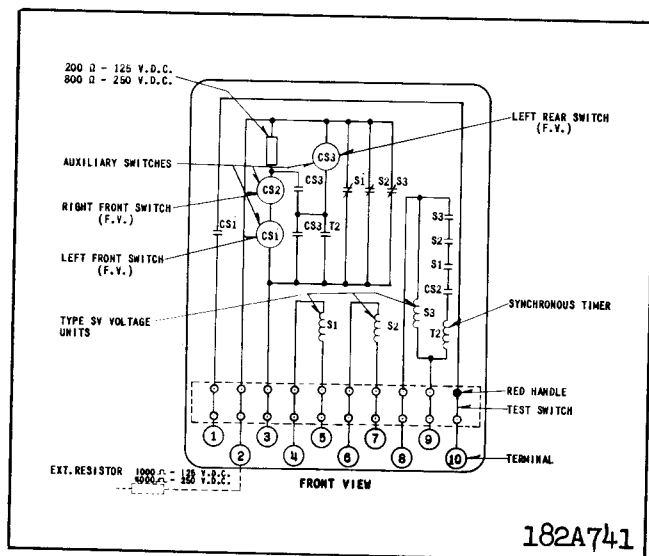 200 Ω - 125 V.D.C.
800 Ω - 250 V.D.C.
LEFT REAR SWITCH
(F.V.)
CS3
AUXILIARY SWITCHES
CS3
S1
S2
S3
CS2
RIGHT FRONT SWITCH
(F.V.)
S3
CS1
CS1
CS3
T2
S2
LEFT FRONT SWITCH
(F.V.)
S1
CS2
TYPE SV VOLTAGE
UNITS
S1
S2
S3
T2
SYNCHRONOUS TIMER
RED HANDLE
TEST SWITCH
1
2
3
4
5
6
7
8
9
10
TERMINAL
EXT.RESISTOR
1000 Ω - 125 V.D.C.
- 250 V.D.C.
FRONT VIEW
182A741